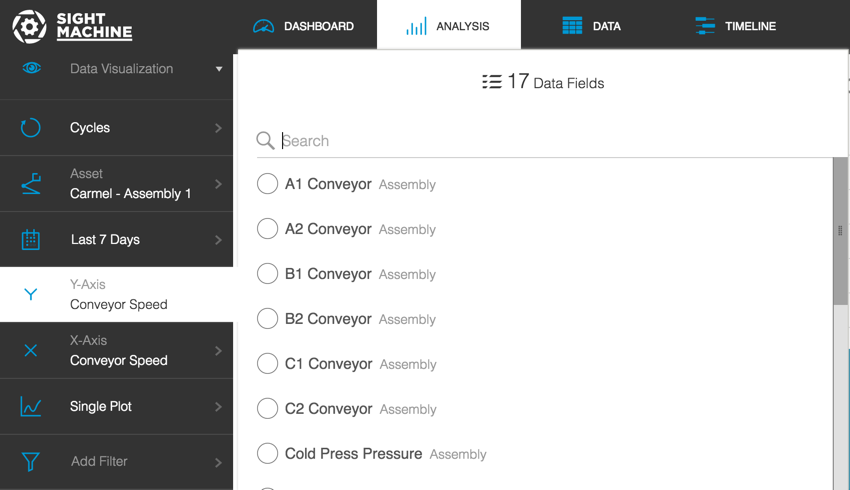 SIGHT
MACHINE
DASHBOARD
ANALYSIS
DATA
TIMELINE
Data Visualization
Cycles
Asset
Carmel - Assembly 1
Last 7 Days
Y-Axis
Conveyor Speed
X-Axis
Conveyor Speed
Single Plot
Add Filter
17 Data Fields
Search
A1 Conveyor Assembly
A2 Conveyor Assembly
B1 Conveyor Assembly
B2 Conveyor Assembly
C1 Conveyor Assembly
C2 Conveyor Assembly
Cold Press Pressure Assembly